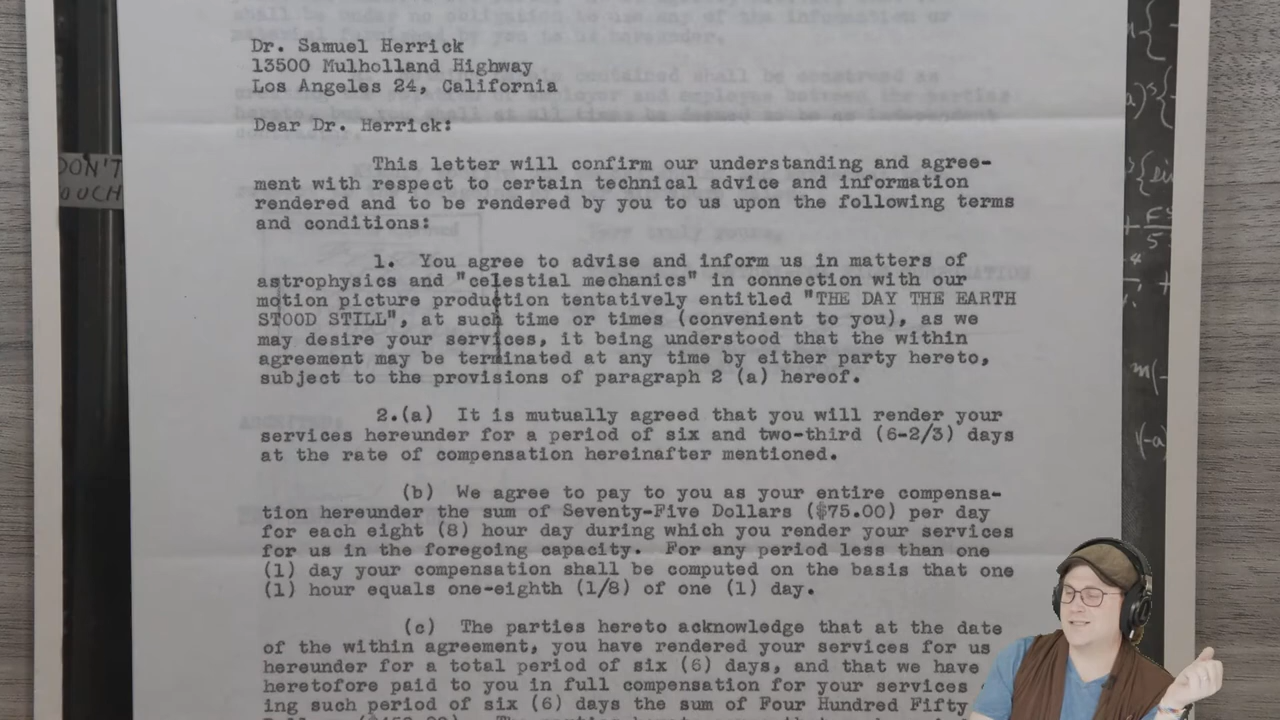 Dr. Samuel Herrick
13500 Mulholland Highway
Los Angeles 24, California
Dear Dr. Herrick:
This letter will confirm our understanding and agree-
ment with respect to certain technical advice and information
rendered and to be rendered by you to us upon the following terms
and conditions:
1. You agree to advise and inform us in matters of
astrophysics and "celestial mechanics" in connection with our
motion picture production tentatively entitled "THE DAY THE EARTH
STOOD STILL", at such time or times (convenient to you), as we
may desire your services, it being understood that the within
agreement may be terminated at any time by either party hereto,
subject to the provisions of paragraph 2 (a) hereof.
2.(a) It is mutually agreed that you will render your
services hereunder for a period of six and two-third (6-2/3) days
at the rate of compensation hereinafter mentioned.
(b) We agree to pay to you as your entire compensa-
tion hereunder the sum of Seventy-Five Dollars ($75.00) per day
for each eight (8) hour day during which you render your services
for us in the foregoing capacity. For any period less than one
(1) day your compensation shall be computed on the basis that one
(1) hour equals one-eighth (1/8) of one (1) day.
(c) The parties hereto acknowledge that at the date
of the within agreement, you have rendered your services for us
hereunder for a total period of six (6) days, and that we have
heretofore paid to you in full compensation for your services
ing such period of six (6) days the sum of Four Hundred Fifty
DON'T